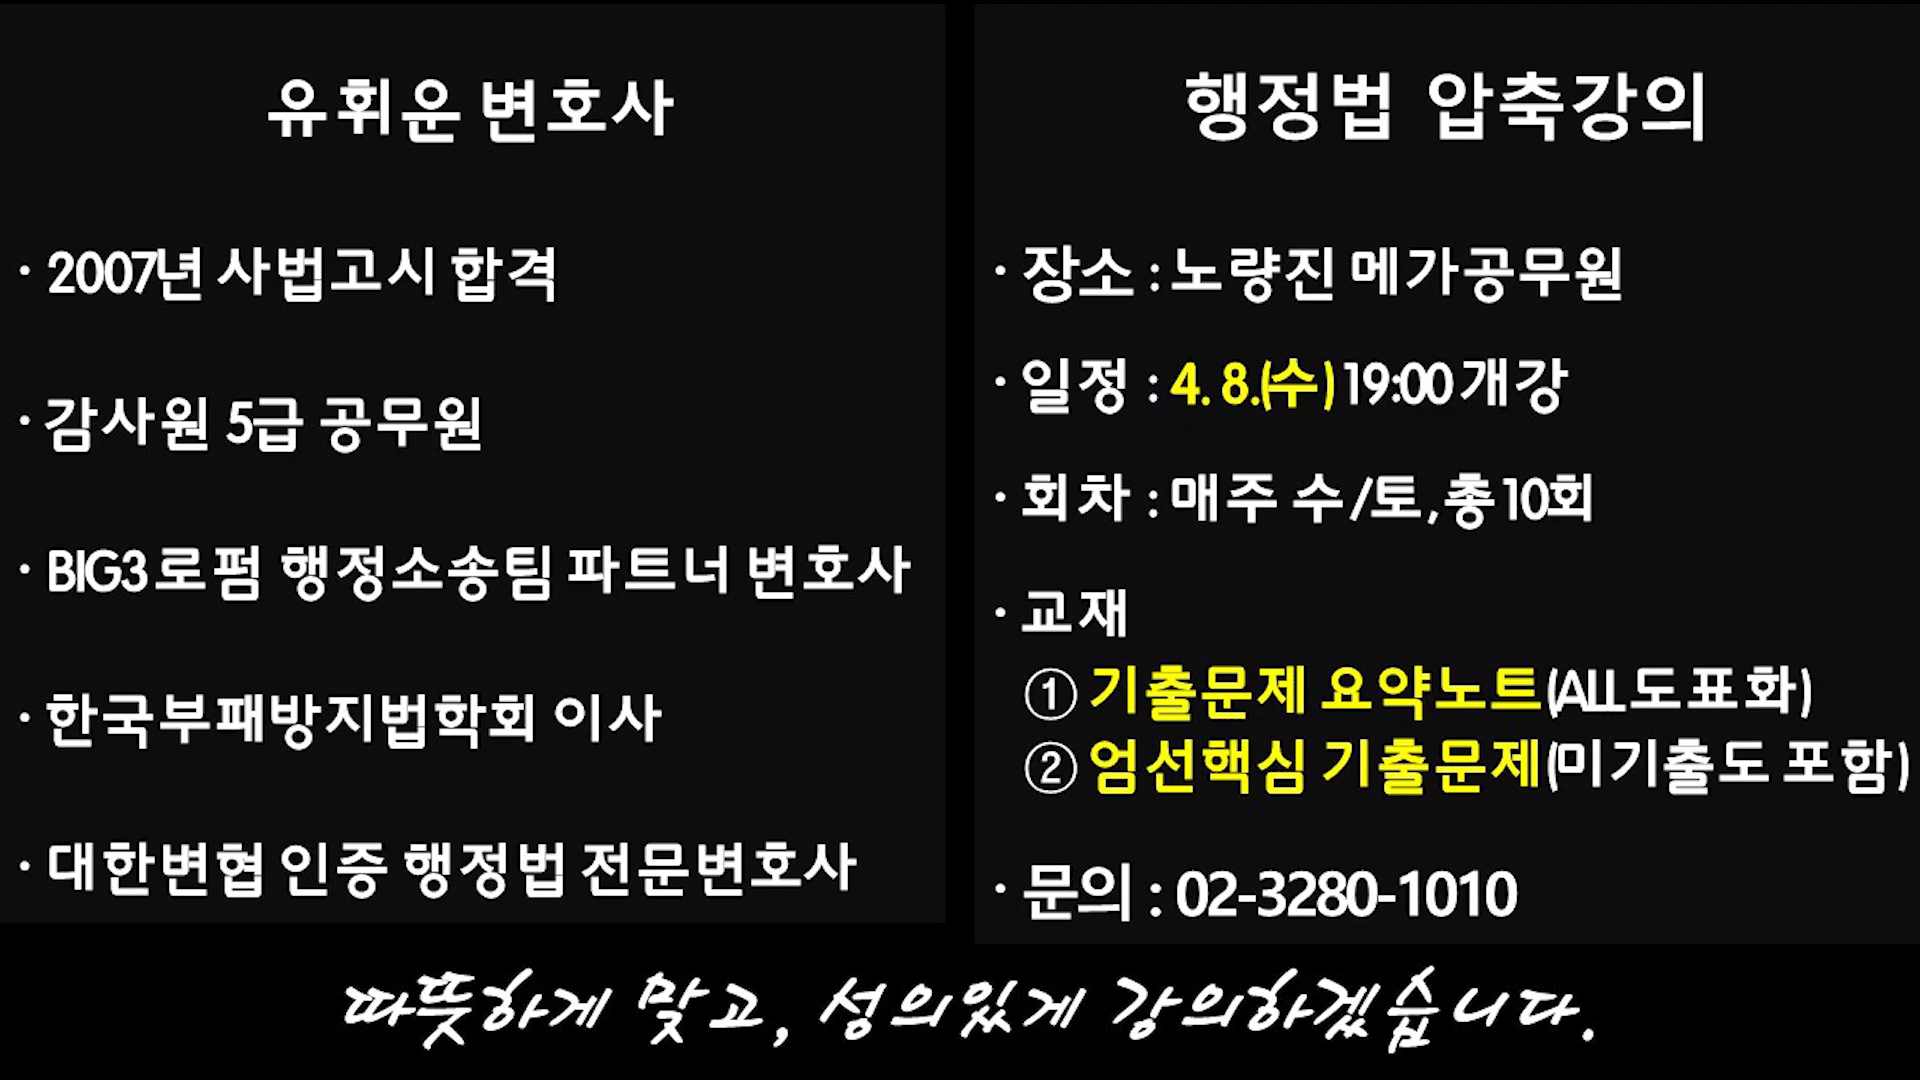 유휘운 변호사
· 2007년 사법고시 합격
· 감사원 5급 공무원
· BIG3 로펌 행정소송팀 파트너 변호사
· 한국부패방지법학회 이사
· 대한변협 인증 행정법 전문변호사
행정법 압축강의
· 장소 : 노량진 메가공무원
· 일정 : 4. 8.(수) 19:00 개강
· 회차 : 매주 수/토, 총 10회
· 교재
① 기출문제 요약노트(ALL 도표화)
② 엄선핵심 기출문제(미기출도 포함)
· 문의 : 02-3280-1010
따뜻하게 맞고, 성의있게 강의하겠습니다.